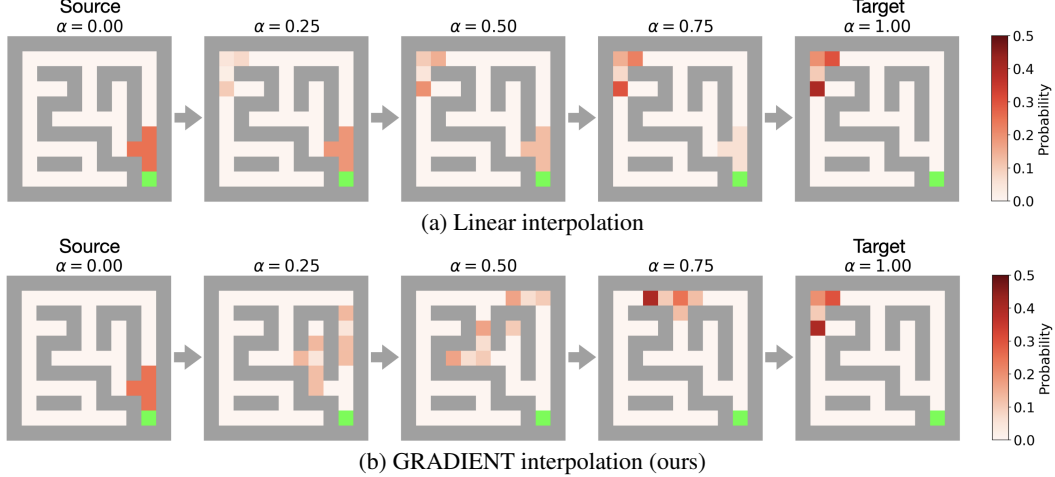 Source Target
α = 0.00 α = 0.25 α = 0.50 α = 0.75 α = 1.00
0.5
0.4
0.3
0.2
0.1
0.0
Probability
(a) Linear interpolation
Source Target
α = 0.00 α = 0.25 α = 0.50 α = 0.75 α = 1.00
0.5
0.4
0.3
0.2
0.1
0.0
Probability
(b) GRADIENT interpolation (ours)